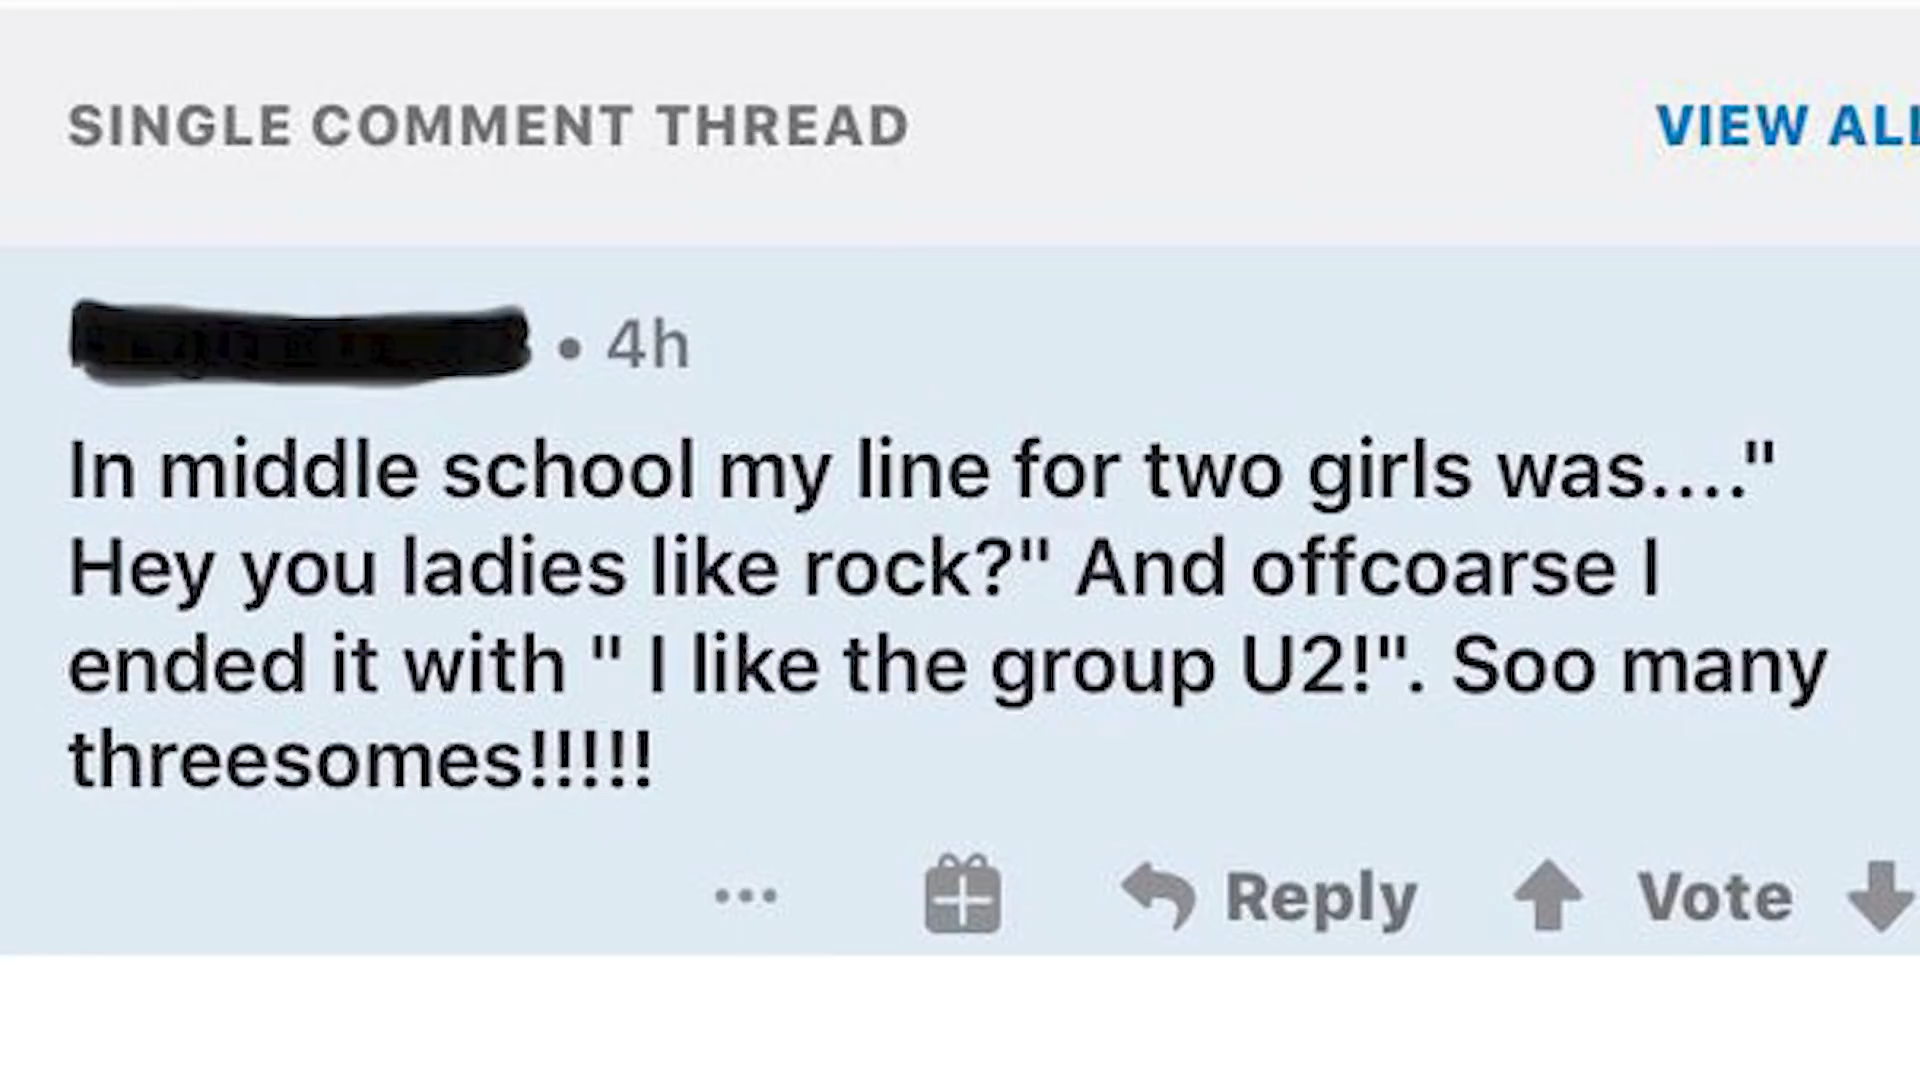 SINGLE COMMENT THREAD VIEW ALL
• 4h
In middle school my line for two girls was...."
Hey you ladies like rock?" And offcoarse I
ended it with " I like the group U2!". Soo many
threesomes!!!!!
... Reply Vote